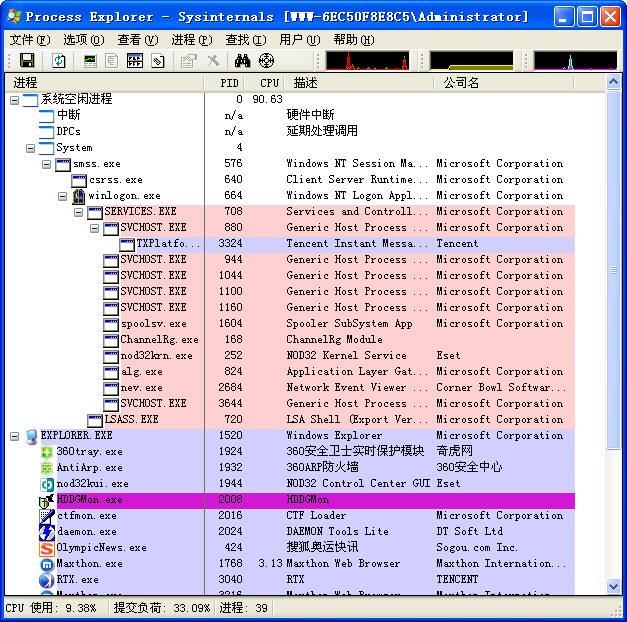 Process Explorer - Sysinternals [WWW-6EC50F8E8C5\Administrator]
文件(F) 选项(O) 查看(V) 进程(P) 查找(I) 用户(U) 帮助(H)
进程 PID CPU 描述 公司名
系统空闲进程 0 90.63
中断 n/a 硬件中断
DPCs n/a 延期处理调用
System 4
smss.exe 576 Windows NT Session Ma... Microsoft Corporation
csrss.exe 640 Client Server Runtime... Microsoft Corporation
winlogon.exe 664 Windows NT Logon Appl... Microsoft Corporation
SERVICES.EXE 708 Services and Controll... Microsoft Corporation
SVCHOST.EXE 880 Generic Host Process ... Microsoft Corporation
TXPlatfo... 3324 Tencent Instant Messa... Tencent
SVCHOST.EXE 944 Generic Host Process ... Microsoft Corporation
SVCHOST.EXE 1044 Generic Host Process ... Microsoft Corporation
SVCHOST.EXE 1100 Generic Host Process ... Microsoft Corporation
SVCHOST.EXE 1160 Generic Host Process ... Microsoft Corporation
spoolsv.exe 1604 Spooler SubSystem App Microsoft Corporation
ChannelRg.exe 168 ChannelRg Module
nod32krn.exe 252 NOD32 Kernel Service Eset
alg.exe 824 Application Layer Gat... Microsoft Corporation
nev.exe 2684 Network Event Viewer ... Corner Bowl Softwar...
SVCHOST.EXE 3644 Generic Host Process ... Microsoft Corporation
LSASS.EXE 720 LSA Shell (Export Ver... Microsoft Corporation
EXPLORER.EXE 1520 Windows Explorer Microsoft Corporation
360tray.exe 1924 360安全卫士实时保护模块 奇虎网
AntiArp.exe 1932 360ARP防火墙 360安全中心
nod32kui.exe 1944 NOD32 Control Center GUI Eset
HDDGMon.exe 2008 HDDGMon
ctfmon.exe 2016 CTF Loader Microsoft Corporation
daemon.exe 2024 DAEMON Tools Lite DT Soft Ltd
OlympicNews.exe 424 搜狐奥运快讯 Sogou.com Inc.
Maxthon.exe 1768 3.13 Maxthon Web Browser Maxthon Internation...
RTX.exe 3040 RTX TENCENT
Maxthon.exe 3216 Maxthon Web Browser Maxthon Internation...
CPU 使用: 9.38% 提交负荷: 33.09% 进程: 39